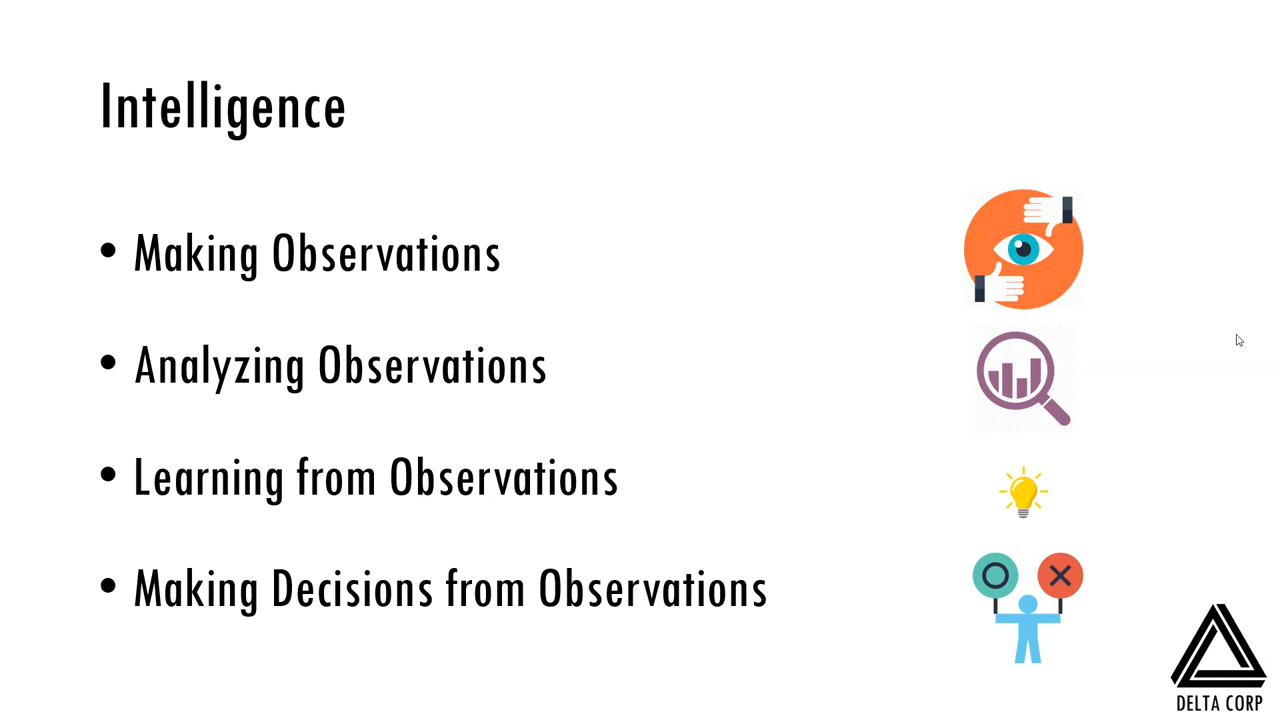 Intelligence
• Making Observations
• Analyzing Observations
• Learning from Observations
• Making Decisions from Observations
DELTA CORP